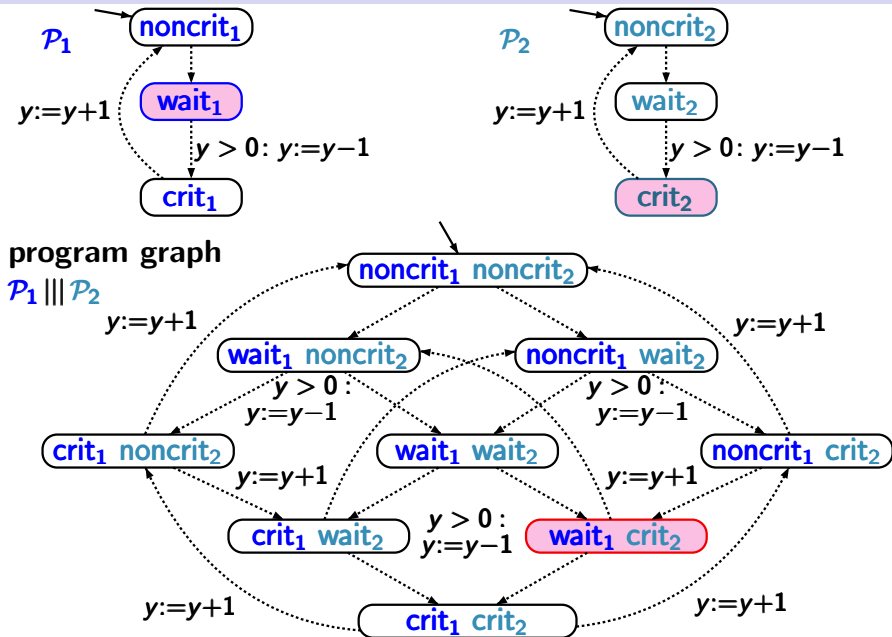 noncrit₁
noncrit₂
𝒫₁
𝒫₂
wait₁
wait₂
y:=y+1
y:=y+1
y > 0: y:=y−1
y > 0: y:=y−1
crit₁
crit₂
program graph
𝒫₁ ||| 𝒫₂
noncrit₁ noncrit₂
y:=y+1
y:=y+1
wait₁ noncrit₂
noncrit₁ wait₂
y > 0 :
y:=y−1
y > 0 :
y:=y−1
crit₁ noncrit₂
wait₁ wait₂
noncrit₁ crit₂
y:=y+1
y:=y+1
crit₁ wait₂
y > 0 :
y:=y−1
wait₁ crit₂
y:=y+1
y:=y+1
crit₁ crit₂